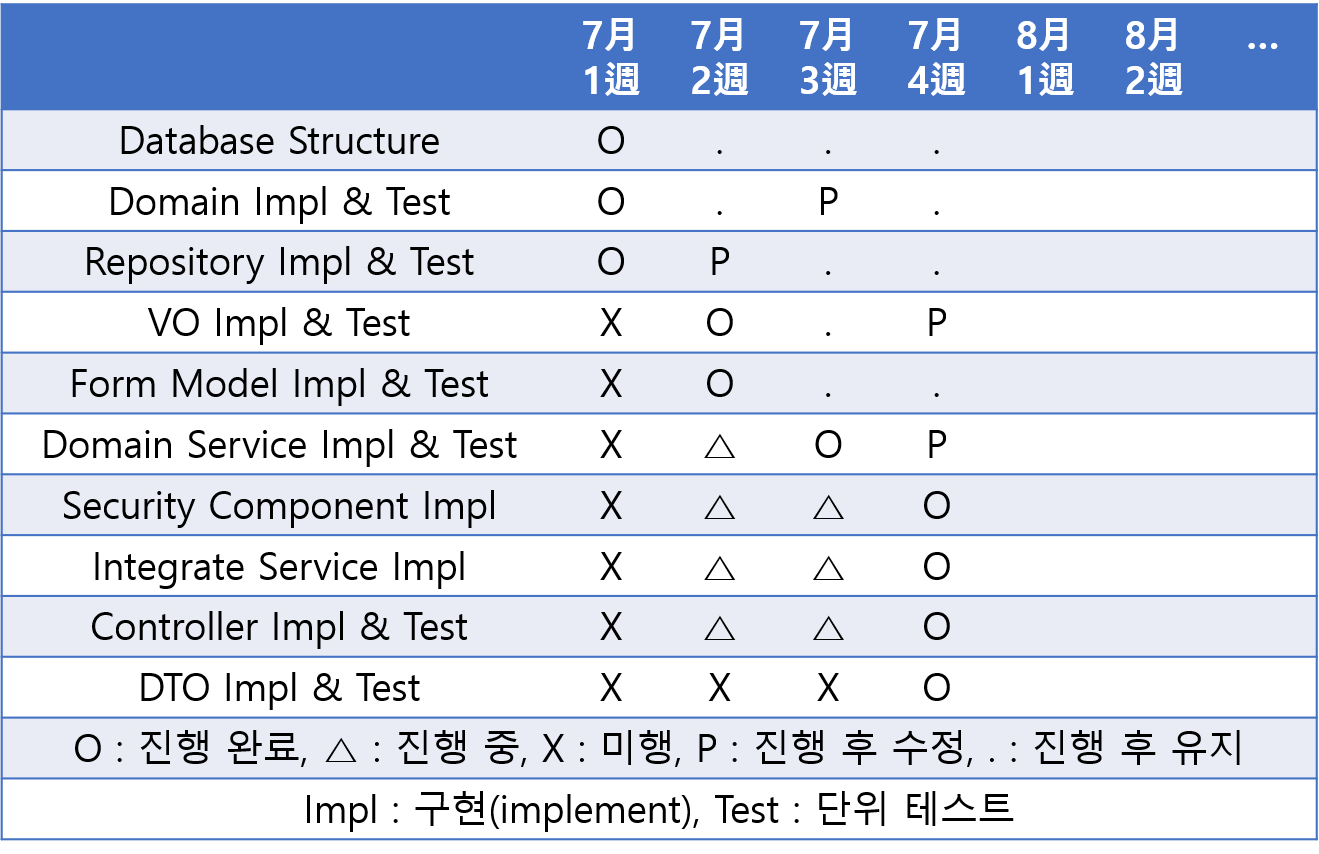 7月 7月 7月 7月 8月 8月 ...
1週 2週 3週 4週 1週 2週
Database Structure O . . .
Domain Impl & Test O . P .
Repository Impl & Test O P . .
VO Impl & Test X O . P
Form Model Impl & Test X O . .
Domain Service Impl & Test X △ O P
Security Component Impl X △ △ O
Integrate Service Impl X △ △ O
Controller Impl & Test X △ △ O
DTO Impl & Test X X X O
O : 진행 완료, △ : 진행 중, X : 미행, P : 진행 후 수정, . : 진행 후 유지
Impl : 구현(implement), Test : 단위 테스트